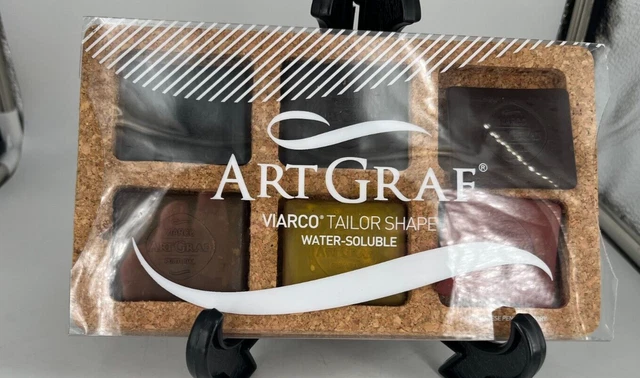 ARTGRAF®
VIARCO® TAILOR SHAPE
WATER-SOLUBLE